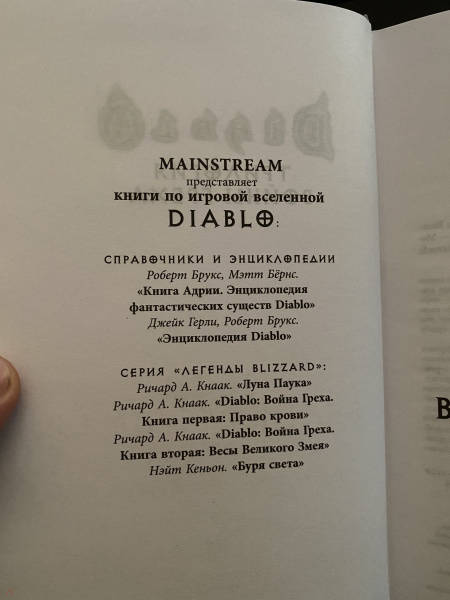 MAINSTREAM
представляет
книги по игровой вселенной
DIABLO:
СПРАВОЧНИКИ И ЭНЦИКЛОПЕДИИ
Роберт Брукс, Мэтт Бёрнс.
«Книга Адрии. Энциклопедия
фантастических существ Diablo»
Джейк Герли, Роберт Брукс.
«Энциклопедия Diablo»
СЕРИЯ «ЛЕГЕНДЫ BLIZZARD»:
Ричард А. Кнаак. «Луна Паука»
Ричард А. Кнаак. «Diablo: Война Греха.
Книга первая: Право крови»
Ричард А. Кнаак. «Diablo: Война Греха.
Книга вторая: Весы Великого Змея»
Нэйт Кеньон. «Буря света»